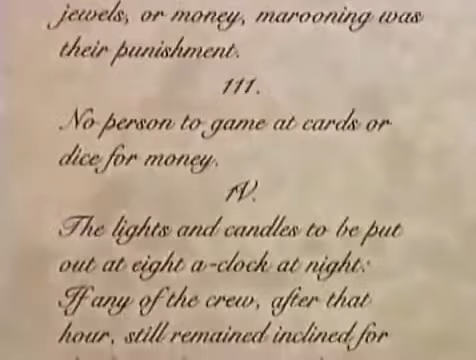 jewels, or money, marooning was
their punishment.
111.
No person to game at cards or
dice for money.
1V.
The lights and candles to be put
out at eight a-clock at night:
If any of the crew, after that
hour, still remained inclined for